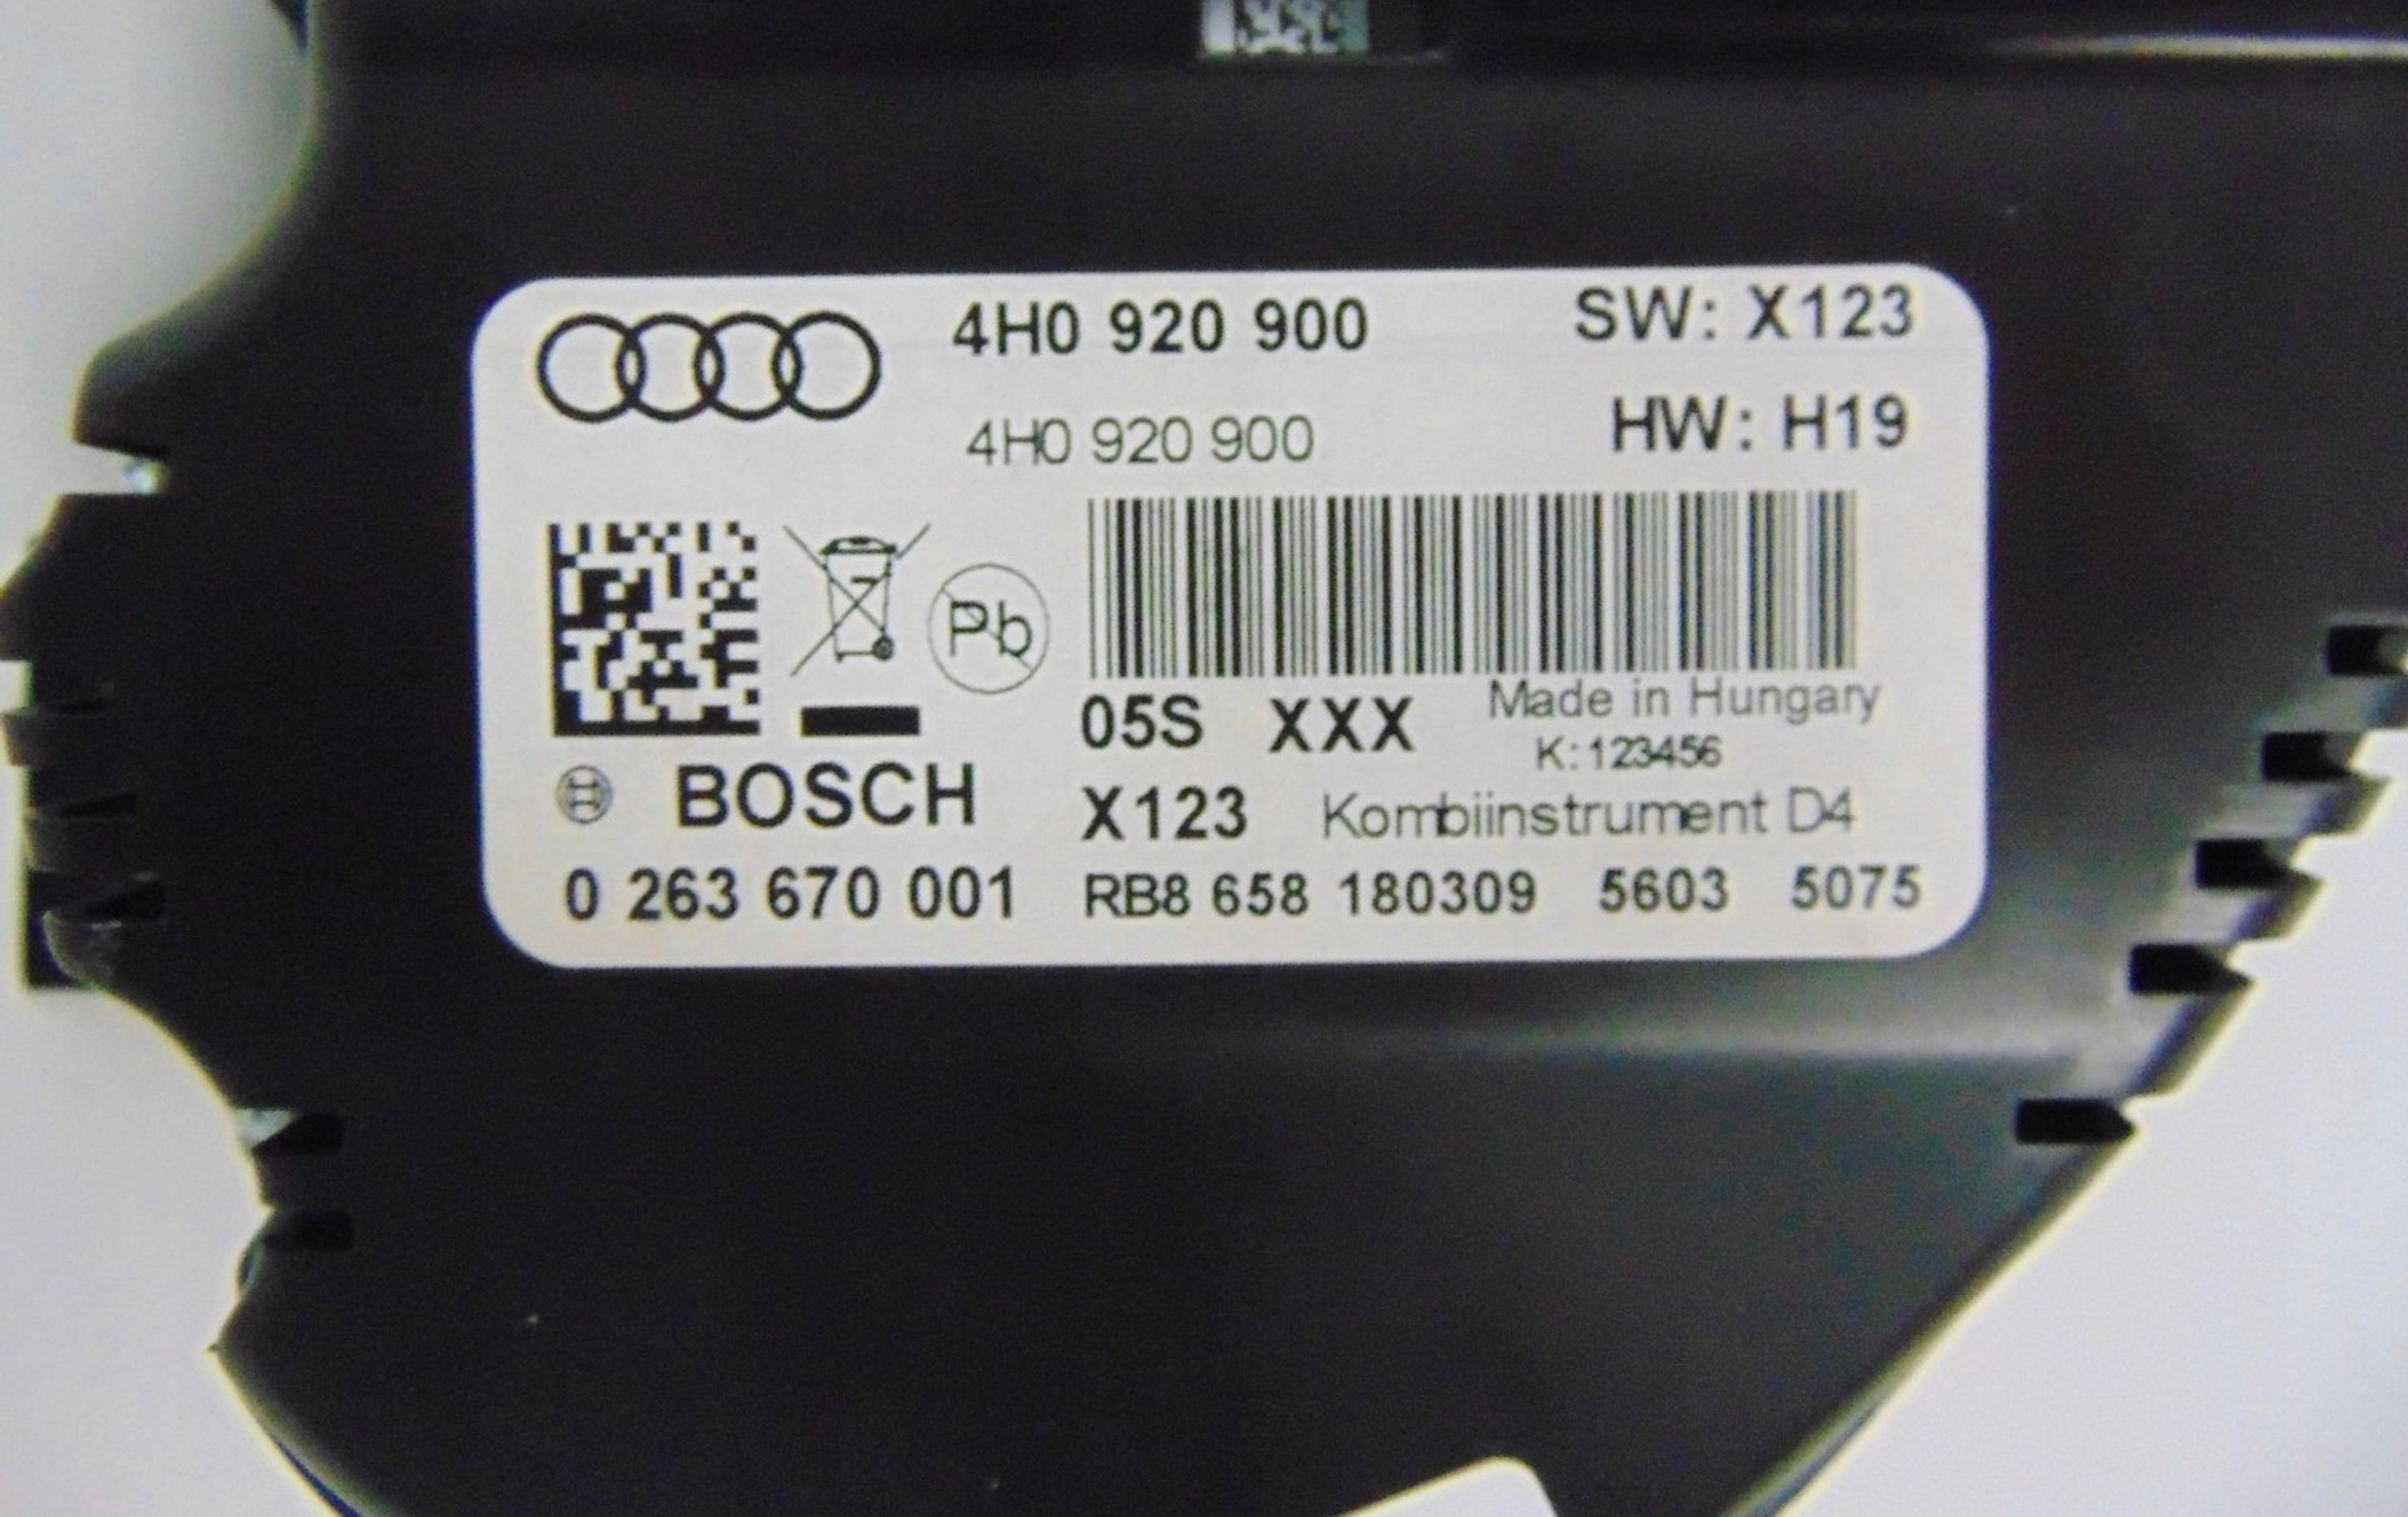 4H0 920 900 SW: X123
4H0 920 900 HW: H19
Pb
05S XXX Made in Hungary
K: 123456
BOSCH X123 Kombiinstrument D4
0 263 670 001 RB8 658 180309 5603 5075